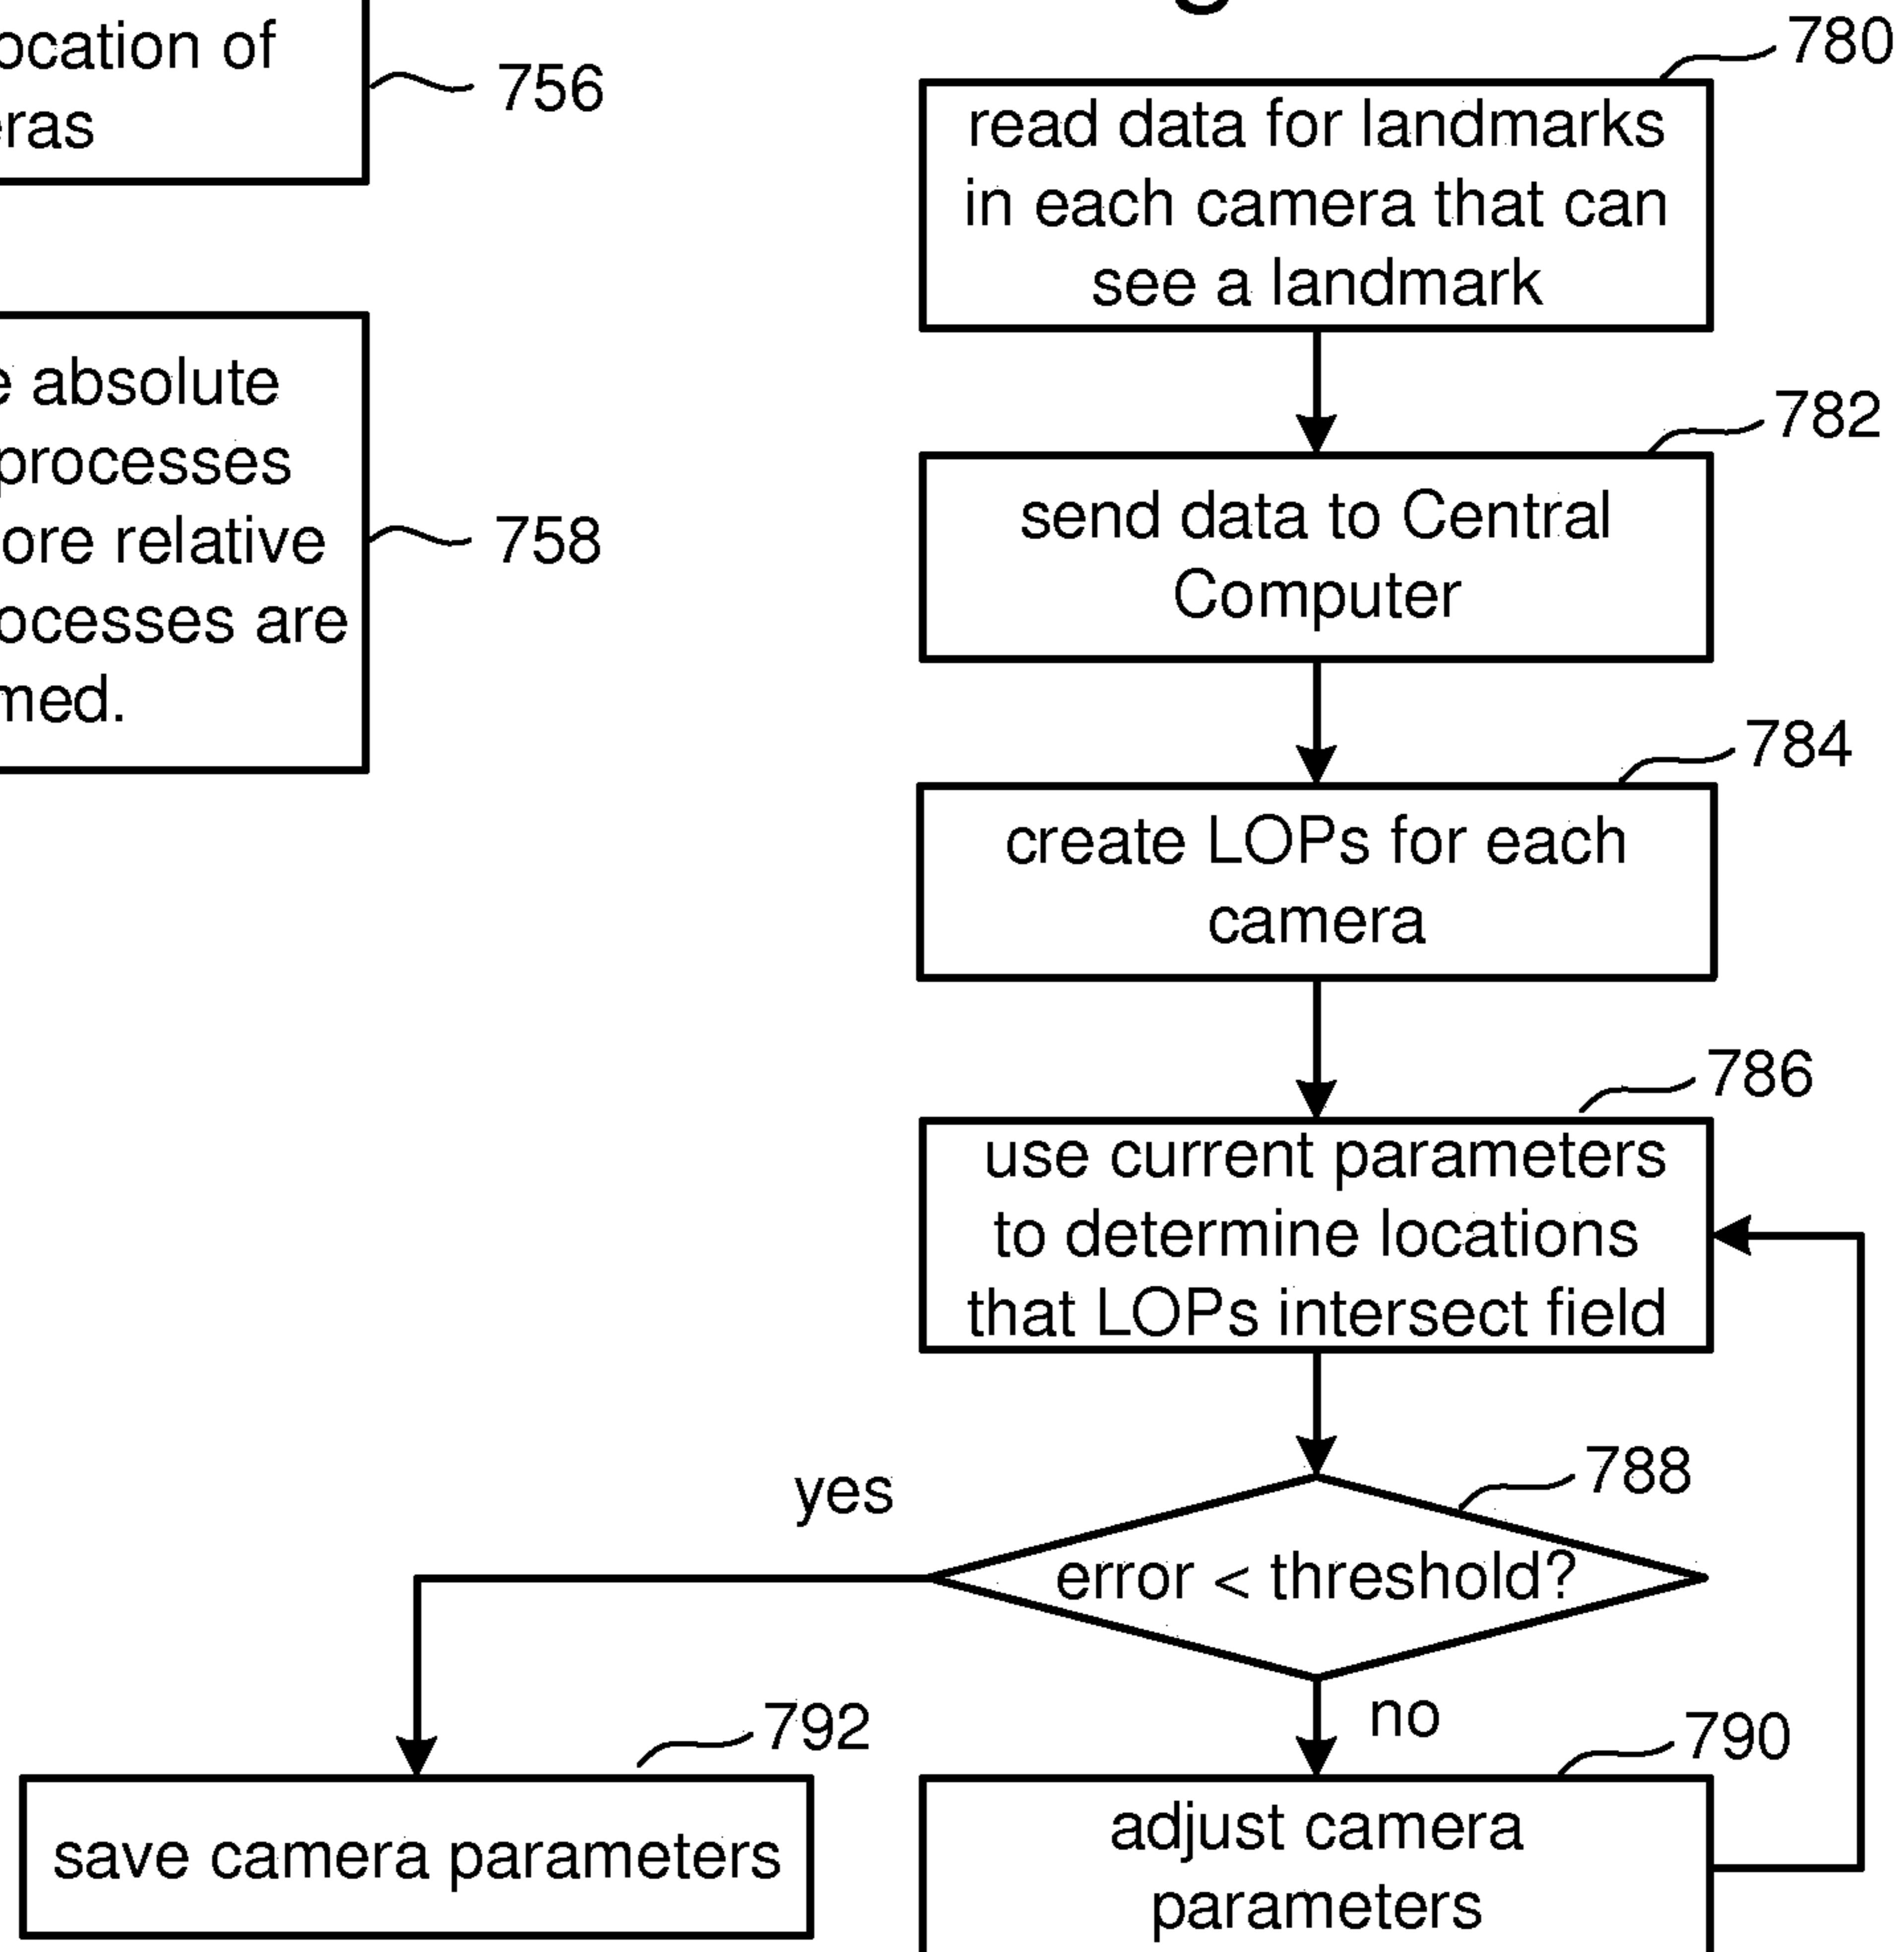 ocation of
eras
756
e absolute
processes
ore relative
ocesses are
med.
758
g
780
read data for landmarks
in each camera that can
see a landmark
782
send data to Central
Computer
784
create LOPs for each
camera
786
use current parameters
to determine locations
that LOPs intersect field
788
error < threshold?
yes
no
792
save camera parameters
790
adjust camera
parameters